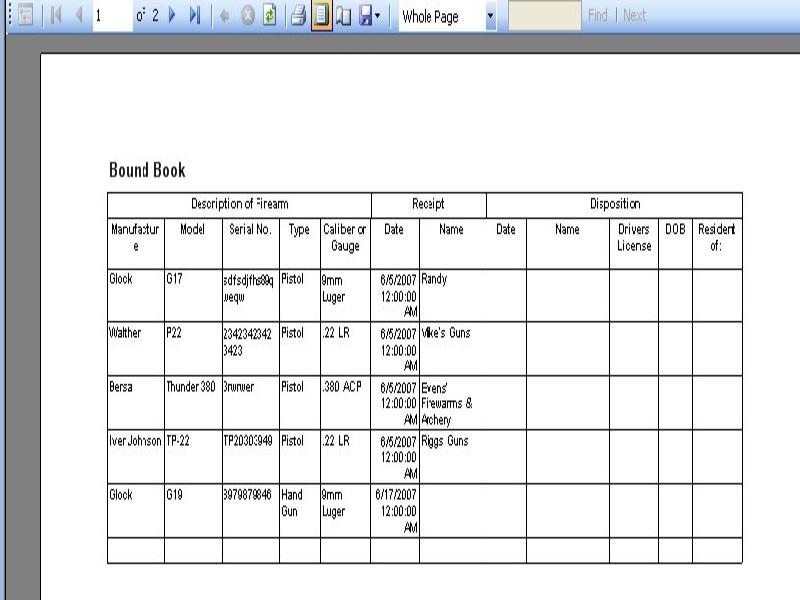 1 of 2 Whole Page Find | Next
Bound Book
Description of Firearm Receipt Disposition
Manufacture Model Serial No. Type Caliber or Gauge Date Name Date Name Drivers License DOB Resident of:
Glock G17 sdfsdjfhs89q weqw Pistol 9mm Luger 6/5/2007 12:00:00 AM Randy
Walther P22 2342342342 3423 Pistol .22 LR 6/5/2007 12:00:00 AM Mike's Guns
Bersa Thunder 380 3rwrwer Pistol .380 ACP 6/5/2007 12:00:00 AM Evens' Firewarms & Archery
Iver Johnson TP-22 TP20303949 Pistol .22 LR 6/5/2007 12:00:00 AM Riggs Guns
Glock G19 3979879846 Hand Gun 9mm Luger 6/17/2007 12:00:00 AM